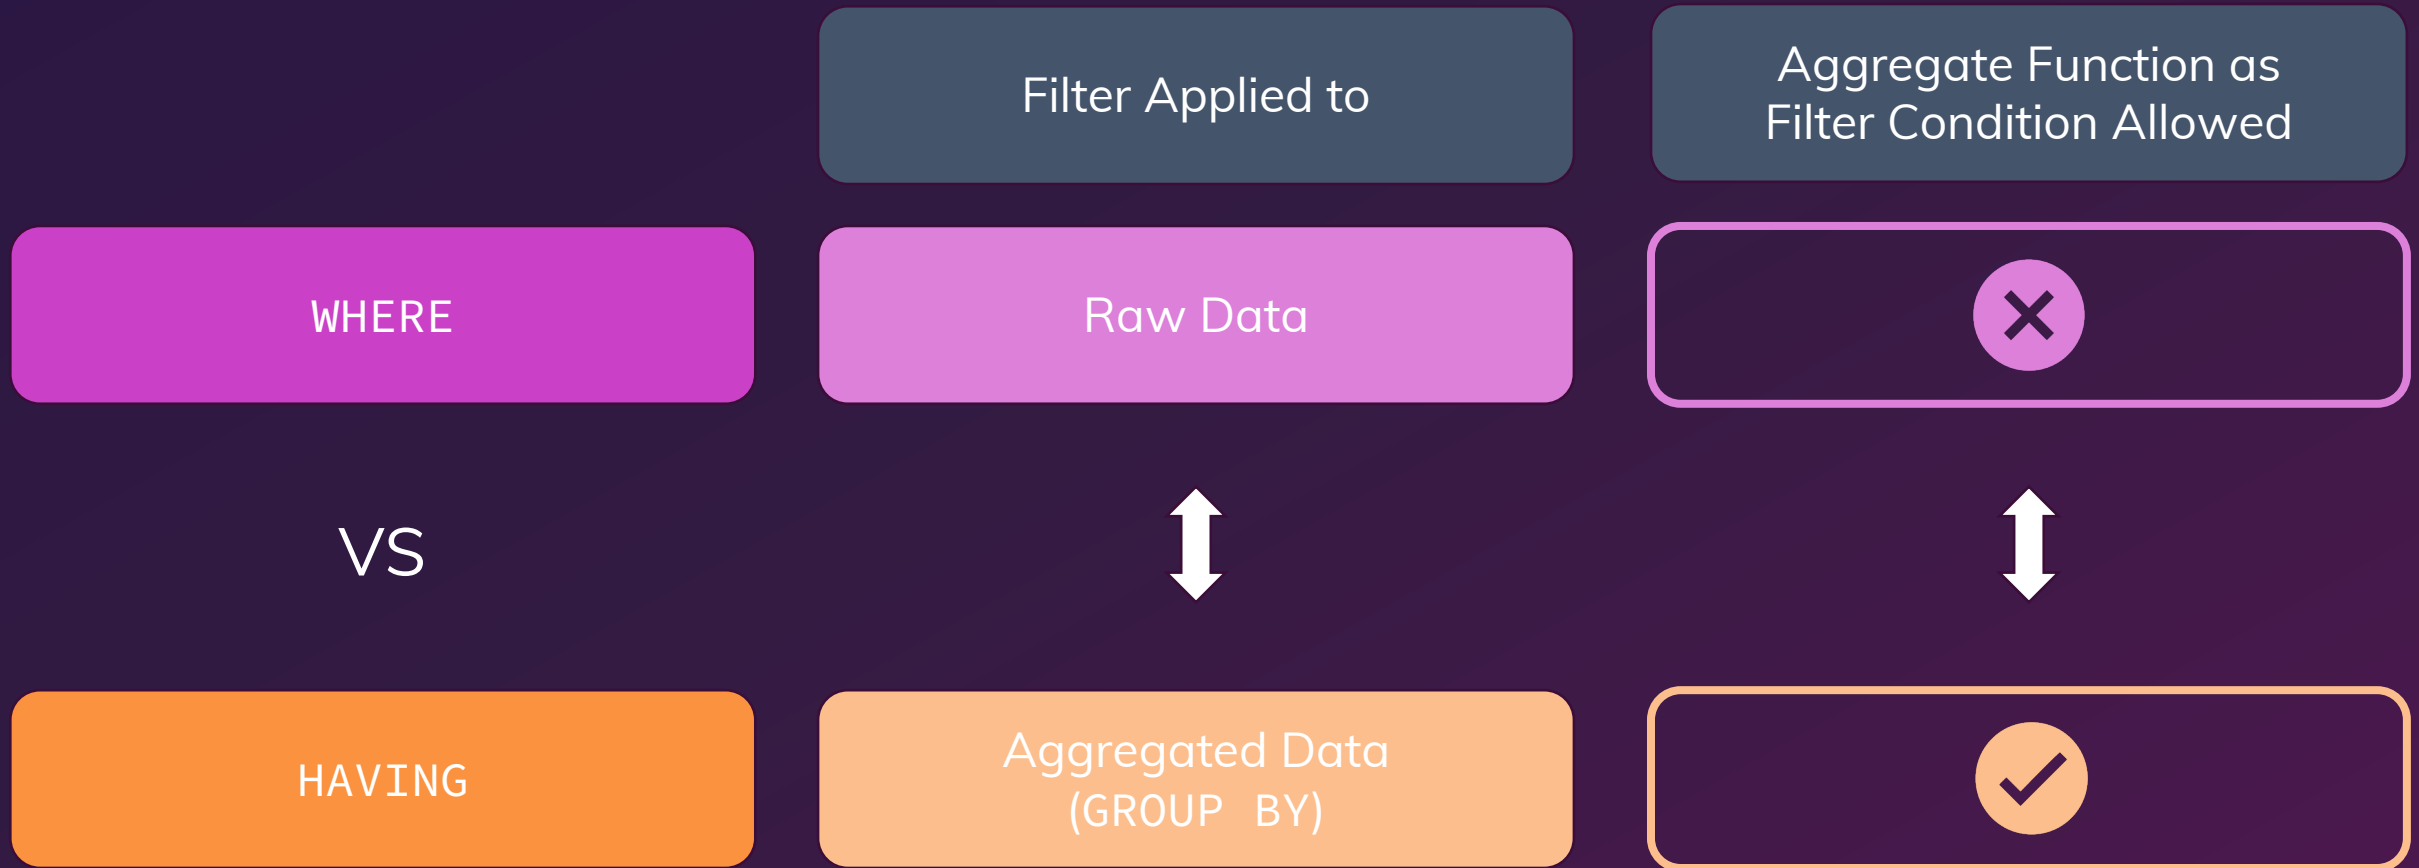 Filter Applied to
Aggregate Function as
Filter Condition Allowed
WHERE
Raw Data
VS
HAVING
Aggregated Data
(GROUP BY)